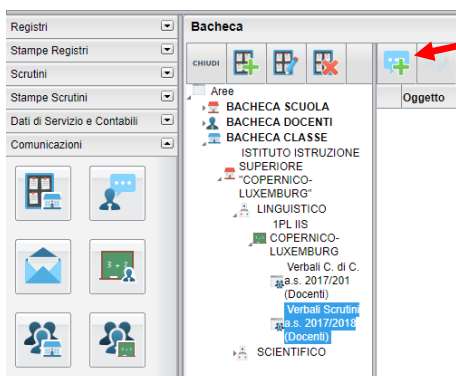 Registri
Stampe Registri
Scrutini
Stampe Scrutini
Dati di Servizio e Contabili
Comunicazioni
3 + 2
Bacheca
CHIUDI
Aree
BACHECA SCUOLA
BACHECA DOCENTI
BACHECA CLASSE
ISTITUTO ISTRUZIONE
SUPERIORE
"COPERNICO-
LUXEMBURG"
LINGUISTICO
1PL IIS
COPERNICO-
LUXEMBURG
Verbali C. di C.
a.s. 2017/201
(Docenti)
Verbali Scrutini
a.s. 2017/2018
(Docenti)
SCIENTIFICO
Oggetto